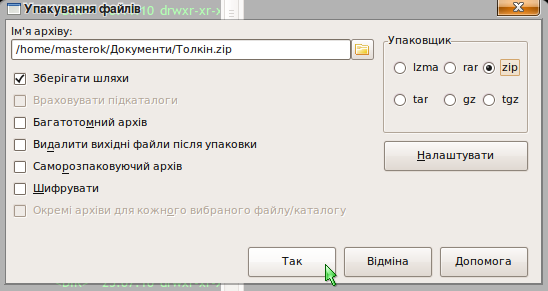 Упакування файлів
Ім'я архіву:
/home/masterok/Документи/Толкін.zip
Зберігати шляхи
Враховувати підкаталоги
Багатотомний архів
Видалити вихідні файли після упаковки
Саморозпаковуючий архів
Шифрувати
Окремі архіви для кожного вибраного файлу/каталогу
Упаковщик
lzma rar zip
tar gz tgz
Налаштувати
Так Відміна Допомога